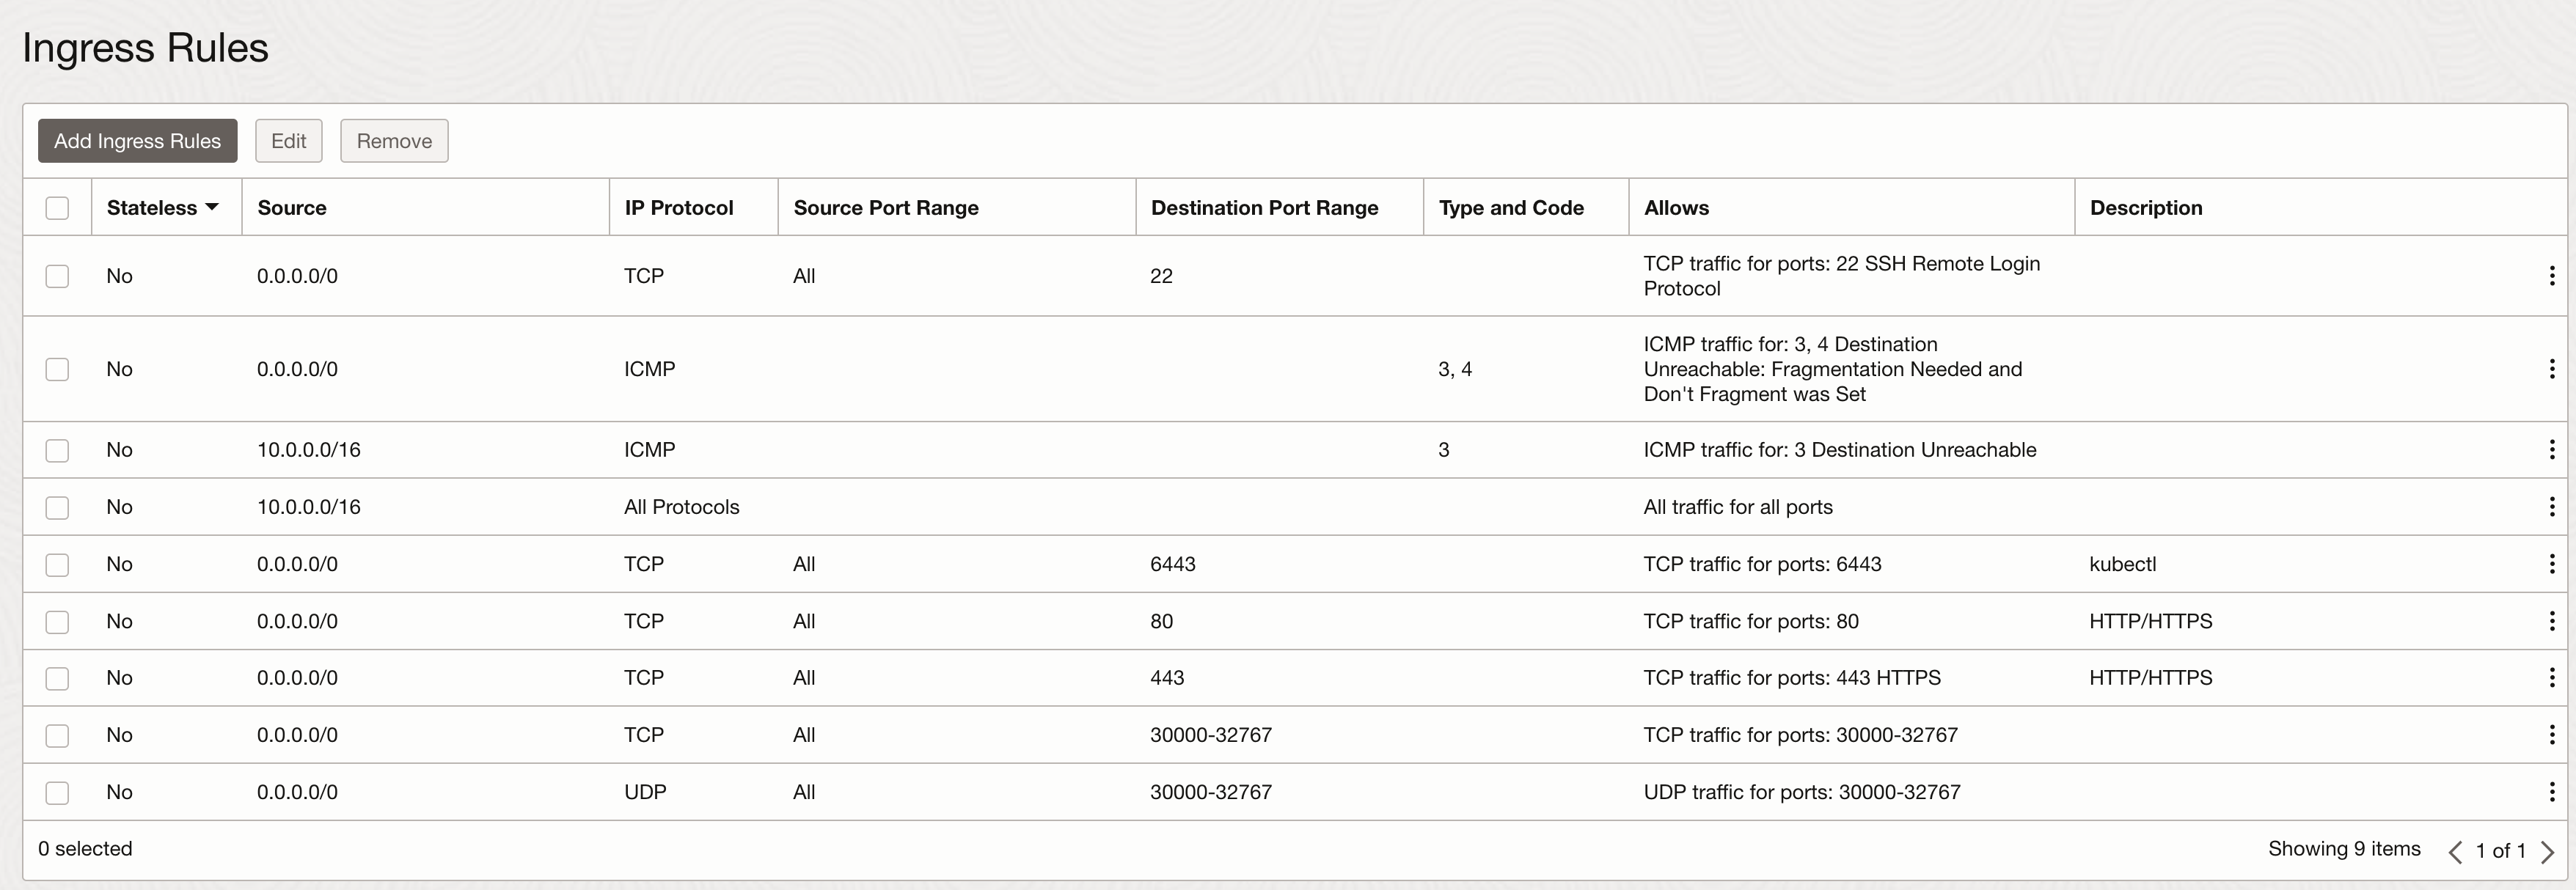 Ingress Rules
Add Ingress Rules Edit Remove
Stateless Source IP Protocol Source Port Range Destination Port Range Type and Code Allows Description
No 0.0.0.0/0 TCP All 22 TCP traffic for ports: 22 SSH Remote Login
Protocol
No 0.0.0.0/0 ICMP 3, 4 ICMP traffic for: 3, 4 Destination
Unreachable: Fragmentation Needed and
Don't Fragment was Set
No 10.0.0.0/16 ICMP 3 ICMP traffic for: 3 Destination Unreachable
No 10.0.0.0/16 All Protocols All traffic for all ports
No 0.0.0.0/0 TCP All 6443 TCP traffic for ports: 6443 kubectl
No 0.0.0.0/0 TCP All 80 TCP traffic for ports: 80 HTTP/HTTPS
No 0.0.0.0/0 TCP All 443 TCP traffic for ports: 443 HTTPS HTTP/HTTPS
No 0.0.0.0/0 TCP All 30000-32767 TCP traffic for ports: 30000-32767
No 0.0.0.0/0 UDP All 30000-32767 UDP traffic for ports: 30000-32767
0 selected Showing 9 items 1 of 1